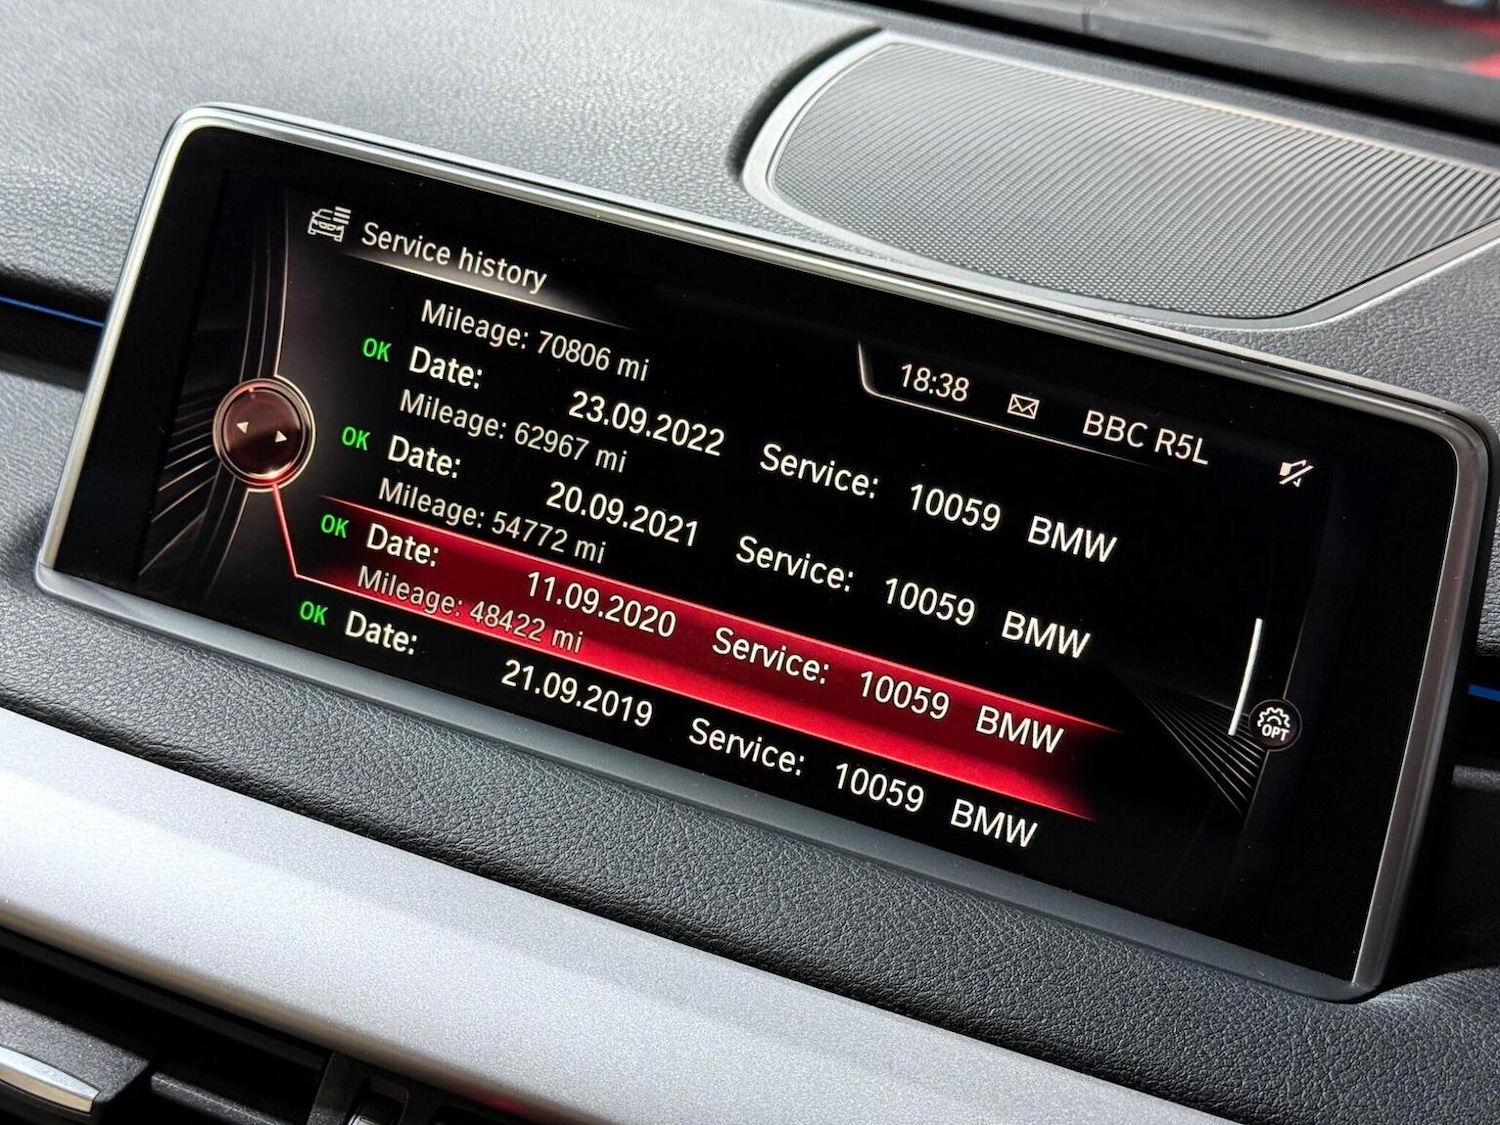 Service history
18:38 BBC R5L
Mileage: 70806 mi
OK Date: 23.09.2022 Service: 10059 BMW
Mileage: 62967 mi
OK Date: 20.09.2021 Service: 10059 BMW
Mileage: 54772 mi
OK Date: 11.09.2020 Service: 10059 BMW
Mileage: 48422 mi
OK Date: 21.09.2019 Service: 10059 BMW
OPT